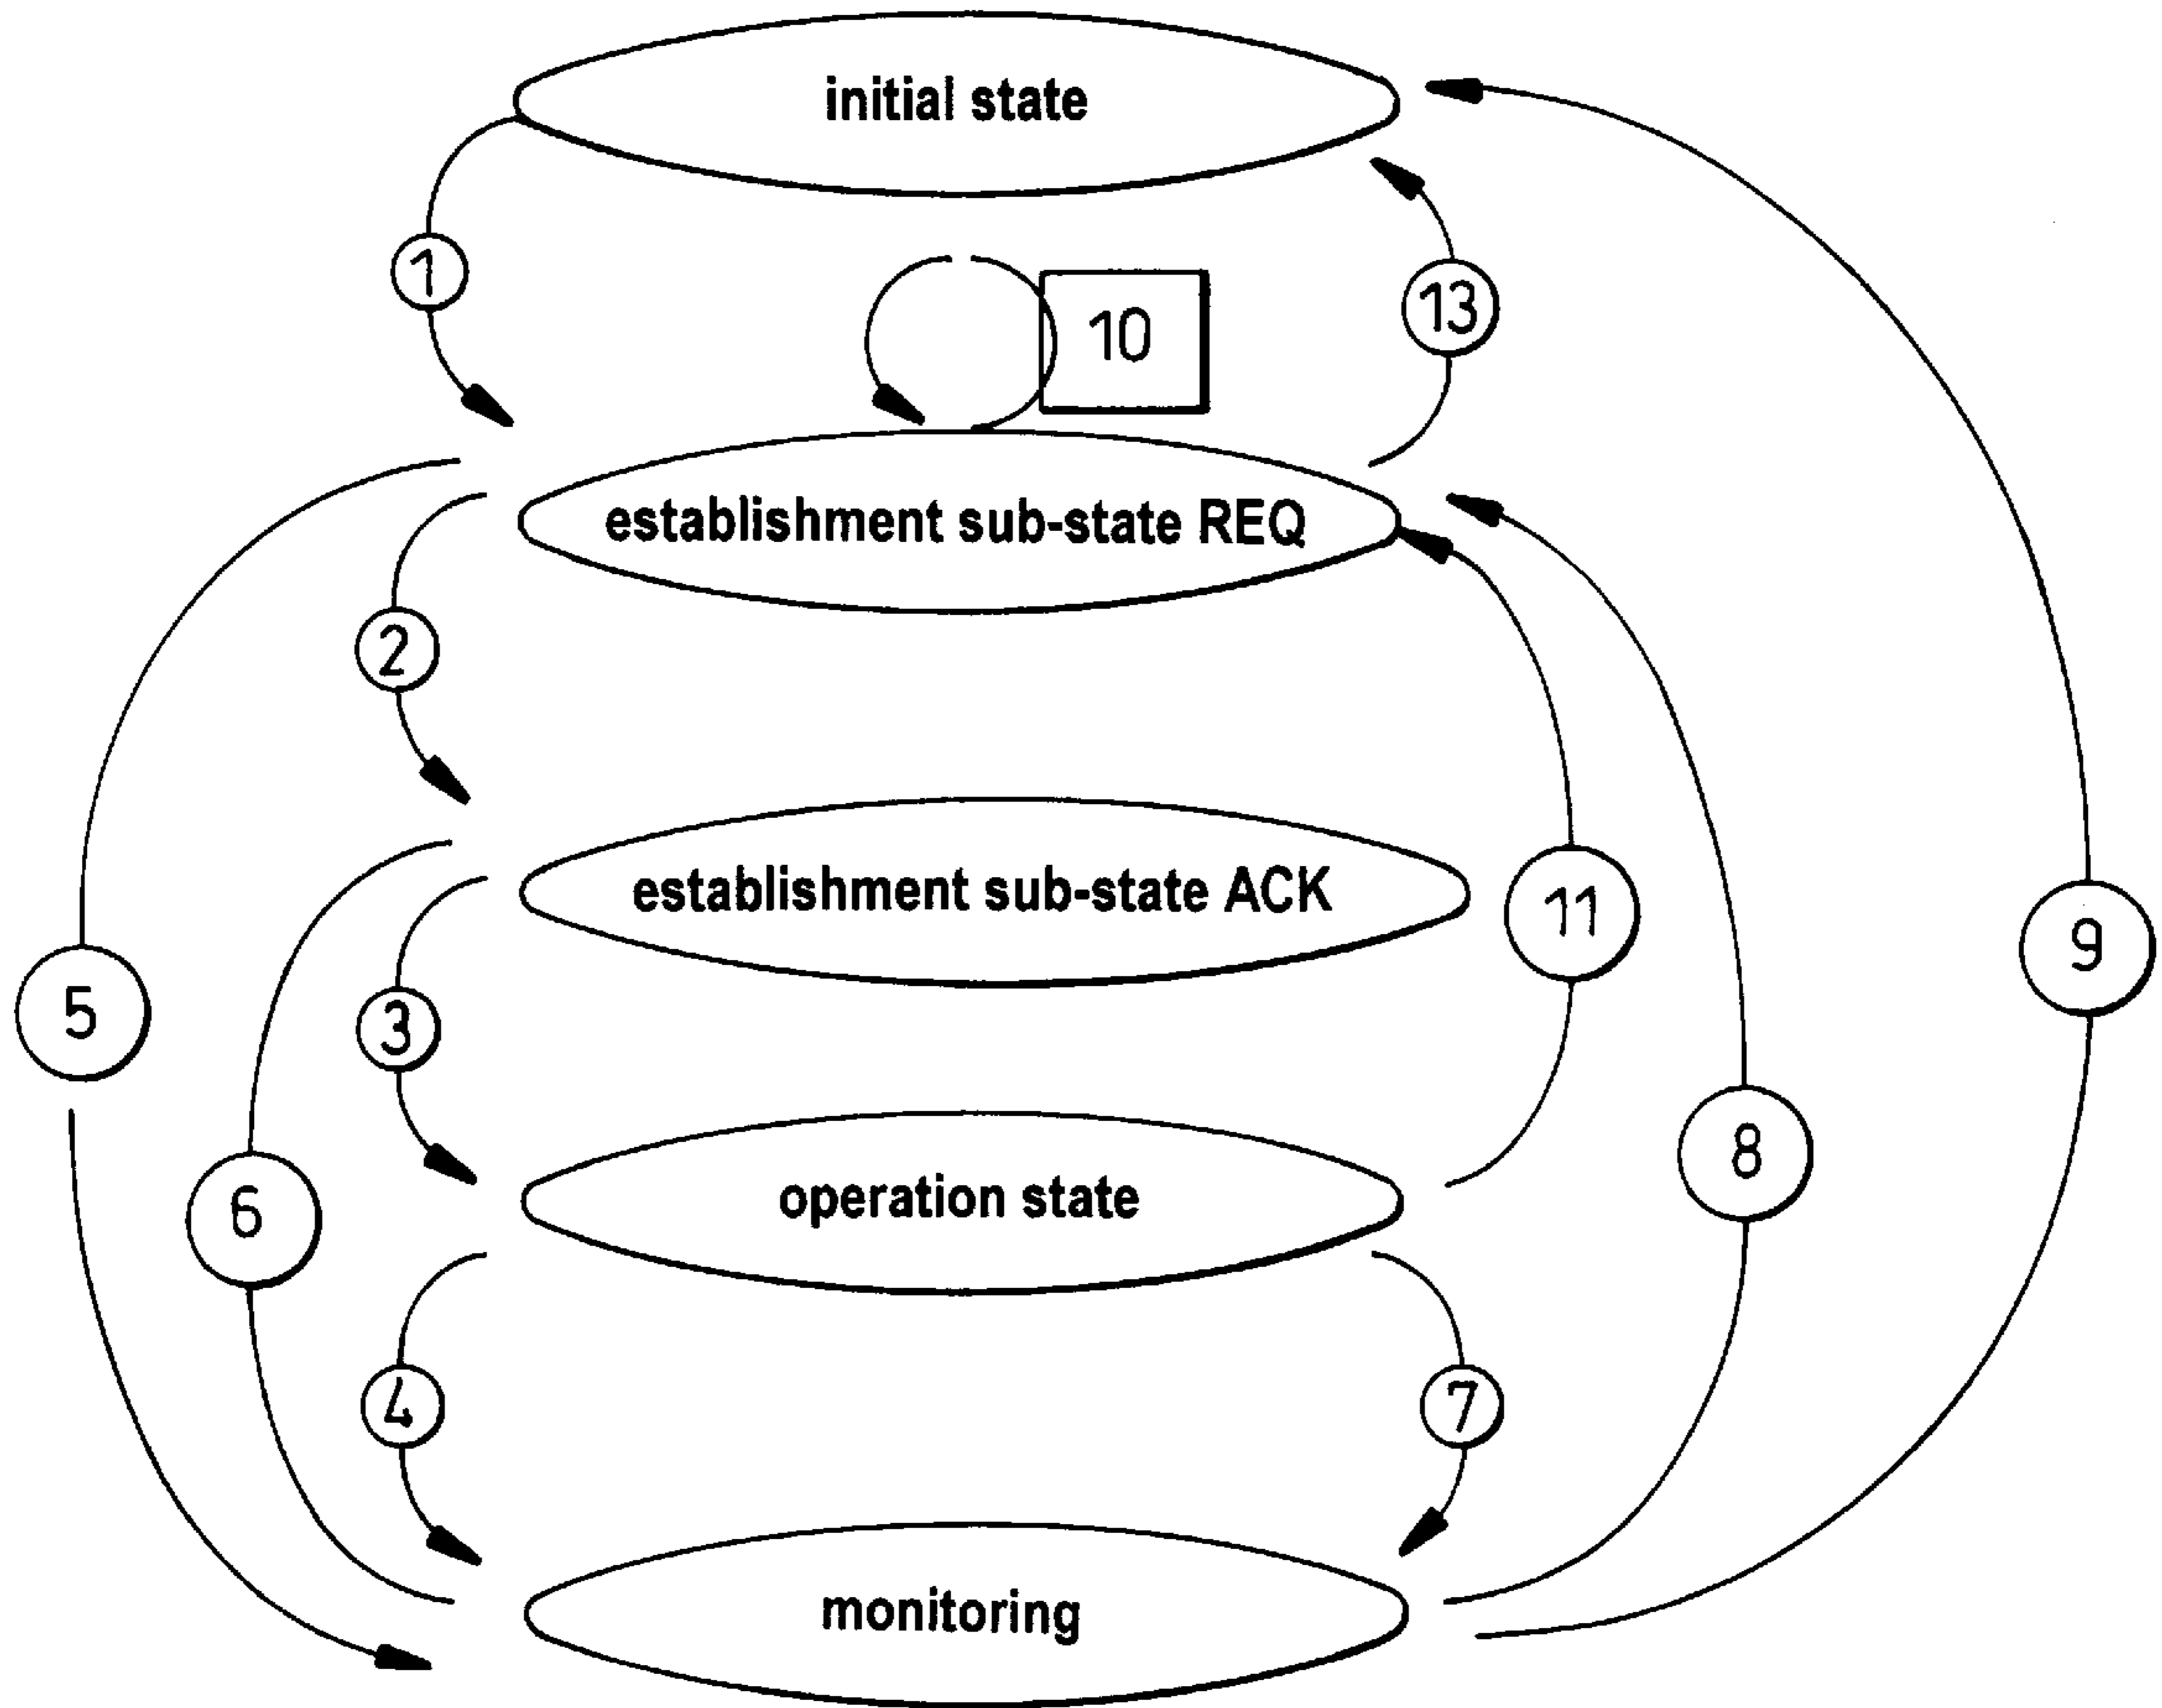 initial state
1
10
13
establishment sub-state REQ
2
establishment sub-state ACK
11
9
5
3
8
6
operation state
4
7
monitoring